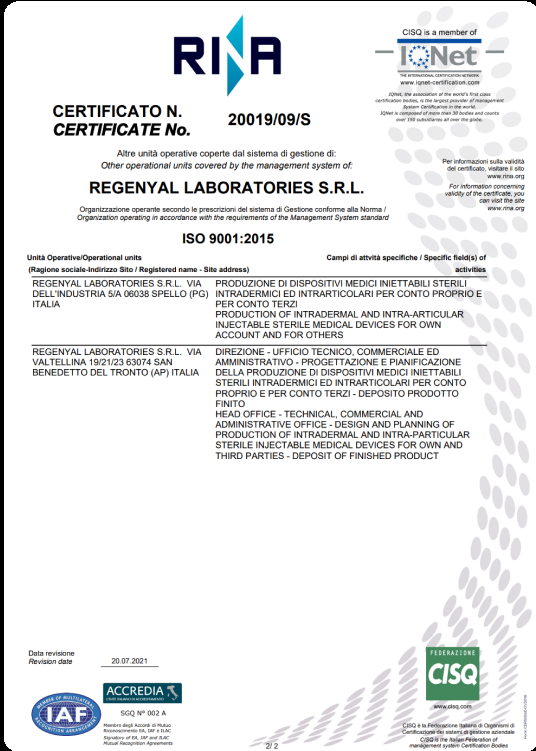 RINA
CISQ is a member of
IQNet
THE INTERNATIONAL CERTIFICATION NETWORK
www.iqnet-certification.com
IQNet, the association of the world's first class
certification bodies, is the largest provider of management
System Certification in the world.
IQNet is composed of more than 30 bodies and counts
over 150 subsidiaries all over the globe.
CERTIFICATO N.
CERTIFICATE No.
20019/09/S
Altre unità operative coperte dal sistema di gestione di:
Other operational units covered by the management system of:
REGENYAL LABORATORIES S.R.L.
Per informazioni sulla validità
del certificato, visitare il sito
www.rina.org
For information concerning
validity of the certificate, you
can visit the site
www.rina.org
Organizzazione operante secondo le prescrizioni del sistema di Gestione conforme alla Norma /
Organization operating in accordance with the requirements of the Management System standard
ISO 9001:2015
Unità Operative/Operational units
(Ragione sociale-Indirizzo Sito / Registered name - Site address)
Campi di attvità specifiche / Specific field(s) of
activities
REGENYAL LABORATORIES S.R.L. VIA
DELL'INDUSTRIA 5/A 06038 SPELLO (PG)
ITALIA
PRODUZIONE DI DISPOSITIVI MEDICI INIETTABILI STERILI
INTRADERMICI ED INTRARTICOLARI PER CONTO PROPRIO E
PER CONTO TERZI
PRODUCTION OF INTRADERMAL AND INTRA-ARTICULAR
INJECTABLE STERILE MEDICAL DEVICES FOR OWN
ACCOUNT AND FOR OTHERS
REGENYAL LABORATORIES S.R.L. VIA
VALTELLINA 19/21/23 63074 SAN
BENEDETTO DEL TRONTO (AP) ITALIA
DIREZIONE - UFFICIO TECNICO, COMMERCIALE ED
AMMINISTRATIVO - PROGETTAZIONE E PIANIFICAZIONE
DELLA PRODUZIONE DI DISPOSITIVI MEDICI INIETTABILI
STERILI INTRADERMICI ED INTRARTICOLARI PER CONTO
PROPRIO E PER CONTO TERZI - DEPOSITO PRODOTTO
FINITO
HEAD OFFICE - TECHNICAL, COMMERCIAL AND
ADMINISTRATIVE OFFICE - DESIGN AND PLANNING OF
PRODUCTION OF INTRADERMAL AND INTRA-PARTICULAR
STERILE INJECTABLE MEDICAL DEVICES FOR OWN AND
THIRD PARTIES - DEPOSIT OF FINISHED PRODUCT
Data revisione
Revision date
20.07.2021
MEMBER OF MULTILATERAL
IAF
RECOGNITION ARRANGEMENT
ACCREDIA
SGQ N° 002 A
Membro degli Accordi di Mutuo
Riconoscimento EA, IAF e ILAC
Signatory of EA, IAF and ILAC
Mutual Recognition Agreements
FEDERAZIONE
CISQ
www.cisq.com
CISQ è la Federazione Italiana di Organismi di
Certificazione dei sistemi di gestione aziendale
CISQ is the Italian Federation of
management system Certification Bodies
2/ 2